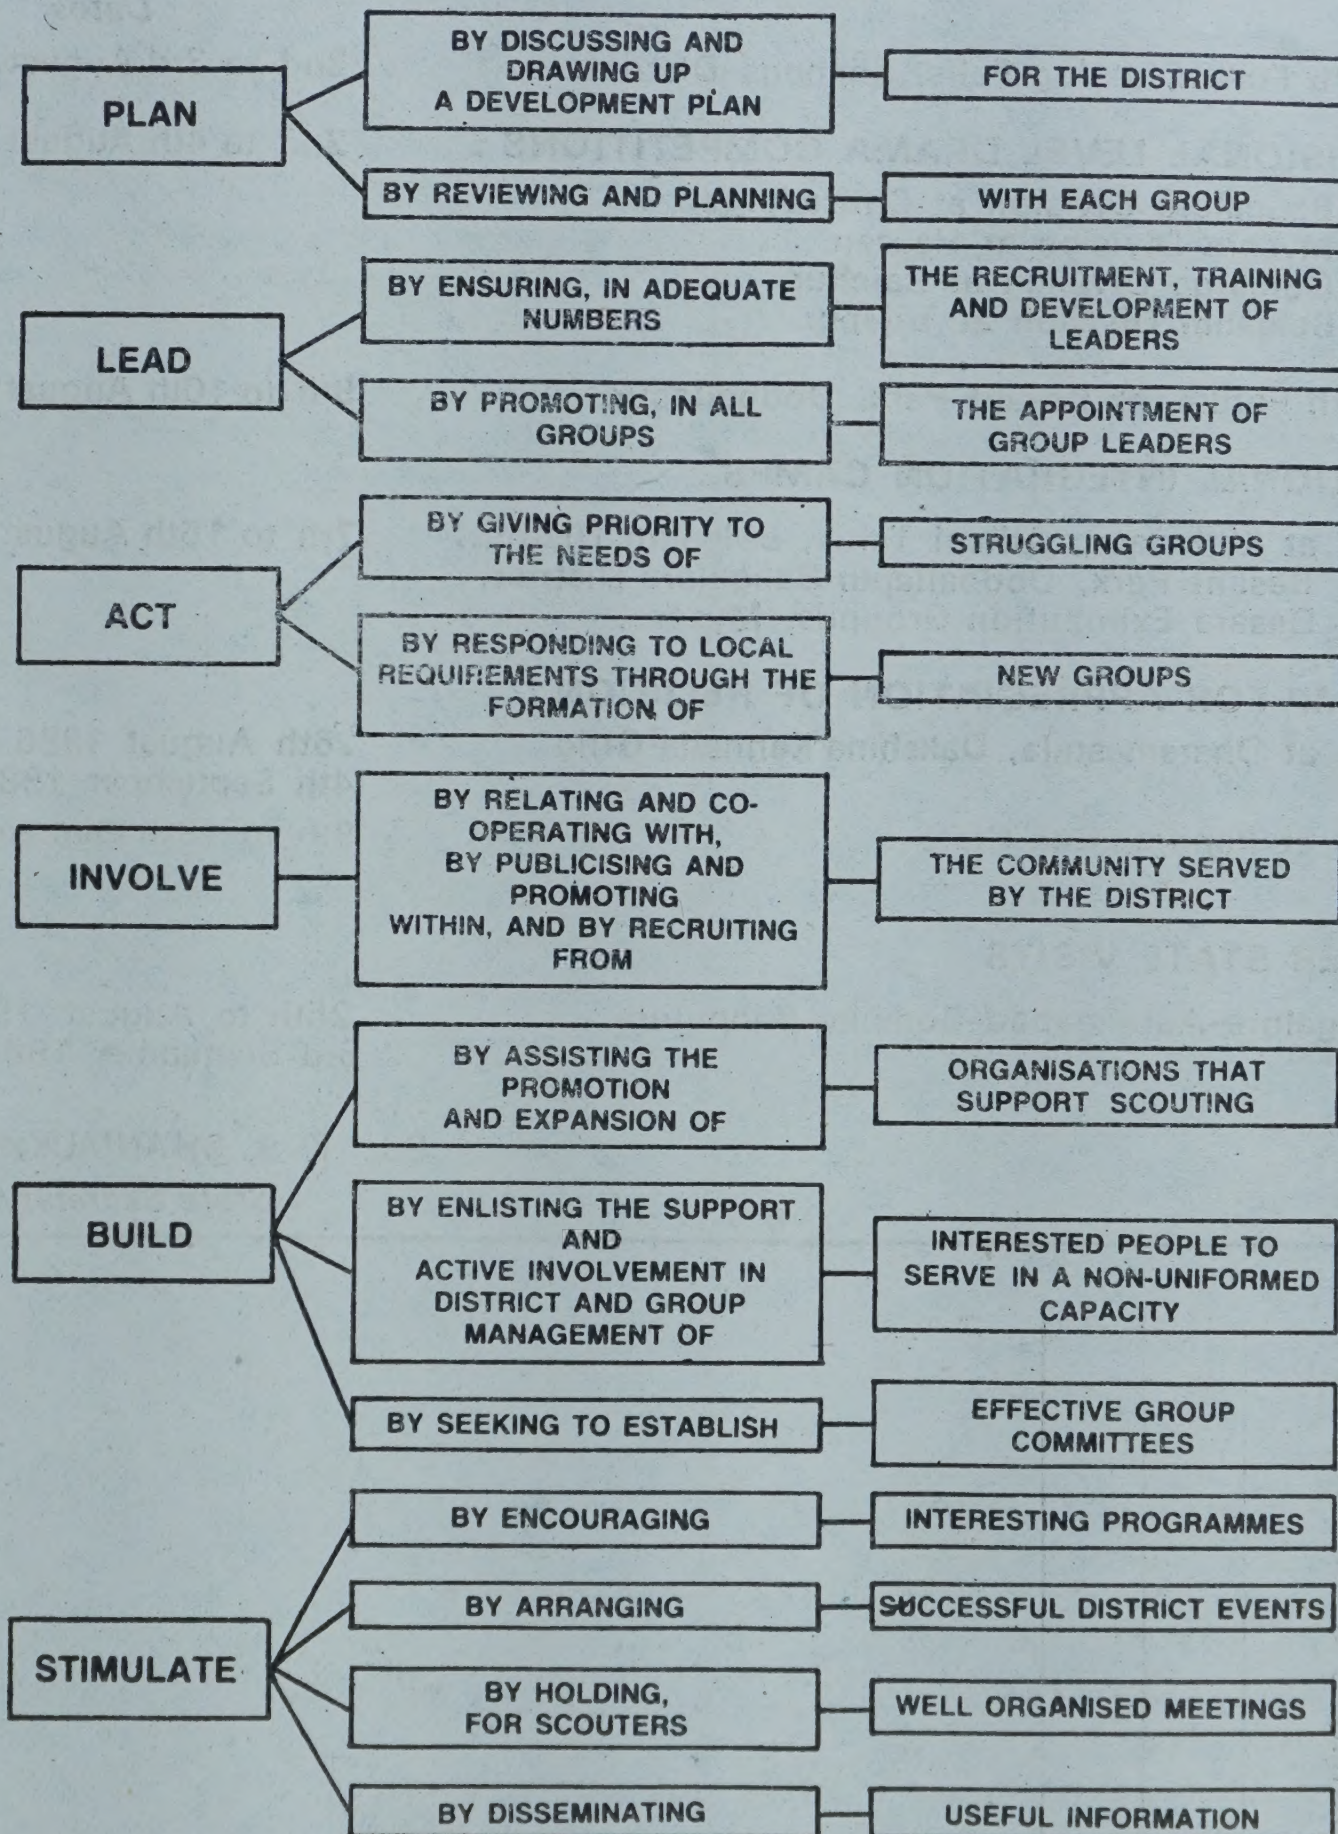 PLAN
BY DISCUSSING AND
DRAWING UP
A DEVELOPMENT PLAN
FOR THE DISTRICT
BY REVIEWING AND PLANNING
WITH EACH GROUP
LEAD
BY ENSURING, IN ADEQUATE
NUMBERS
THE RECRUITMENT, TRAINING
AND DEVELOPMENT OF
LEADERS
BY PROMOTING, IN ALL
GROUPS
THE APPOINTMENT OF
GROUP LEADERS
ACT
BY GIVING PRIORITY TO
THE NEEDS OF
STRUGGLING GROUPS
BY RESPONDING TO LOCAL
REQUIREMENTS THROUGH THE
FORMATION OF
NEW GROUPS
INVOLVE
BY RELATING AND CO-
OPERATING WITH,
BY PUBLICISING AND
PROMOTING
WITHIN, AND BY RECRUITING
FROM
THE COMMUNITY SERVED
BY THE DISTRICT
BUILD
BY ASSISTING THE
PROMOTION
AND EXPANSION OF
ORGANISATIONS THAT
SUPPORT SCOUTING
BY ENLISTING THE SUPPORT
AND
ACTIVE INVOLVEMENT IN
DISTRICT AND GROUP
MANAGEMENT OF
INTERESTED PEOPLE TO
SERVE IN A NON-UNIFORMED
CAPACITY
BY SEEKING TO ESTABLISH
EFFECTIVE GROUP
COMMITTEES
STIMULATE
BY ENCOURAGING
INTERESTING PROGRAMMES
BY ARRANGING
SUCCESSFUL DISTRICT EVENTS
BY HOLDING,
FOR SCOUTERS
WELL ORGANISED MEETINGS
BY DISSEMINATING
USEFUL INFORMATION